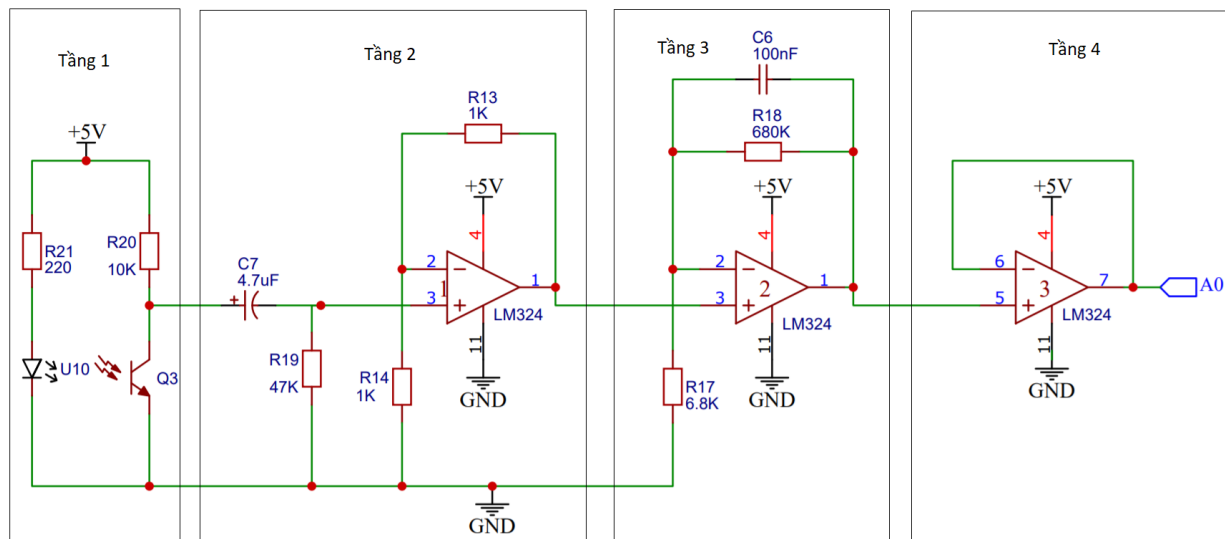 Tầng 1
+5V
R21
220
R20
10K
U10
Q3
Tầng 2
C7
4.7uF
+
R19
47K
R13
1K
+5V
4
2
1
1
3
LM324
11
R14
1K
GND
GND
Tầng 3
C6
100nF
R18
680K
+5V
4
2
2
1
3
LM324
11
R17
6.8K
GND
Tầng 4
+5V
4
6
3
7
5
LM324
11
GND
A0